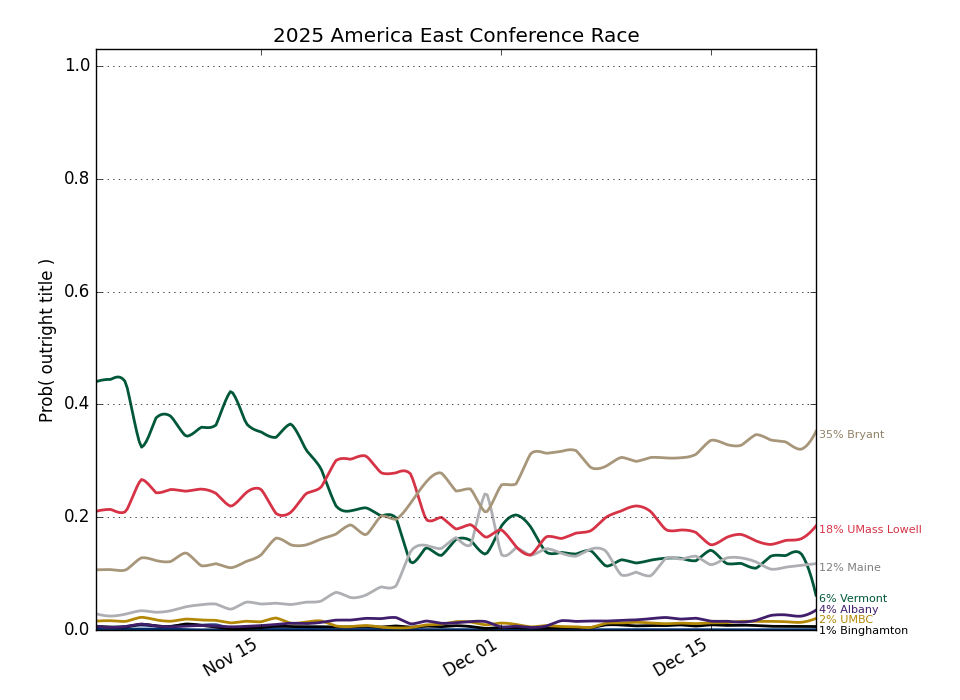 2025 America East Conference Race
Prob( outright title )
1.0
0.8
0.6
0.4
0.2
0.0
Nov 15
Dec 01
Dec 15
35% Bryant
18% UMass Lowell
12% Maine
6% Vermont
4% Albany
2% UMBC
1% Binghamton